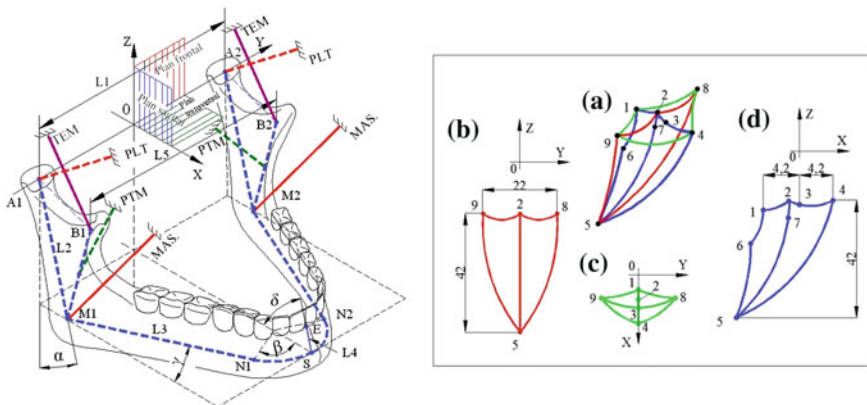 TEM
Z
Y
A2
PLT
Plan frontal
L1
Plan sagital
Plan transversal
O
TEM
PLT
PTM
B2
MAS.
L5
X
A1
PTM
M2
B1
L2
MAS.
M1
L3
δ
N2
E
β
L4
α
γ
N1
S
(a)
1
2
8
3
4
9
7
6
5
(b)
Z
0
Y
22
9
2
8
42
5
(c)
0
Y
1
2
9
3
8
4
X
(d)
Z
X
0
4,2
4,2
1
2
3
4
6
7
42
5